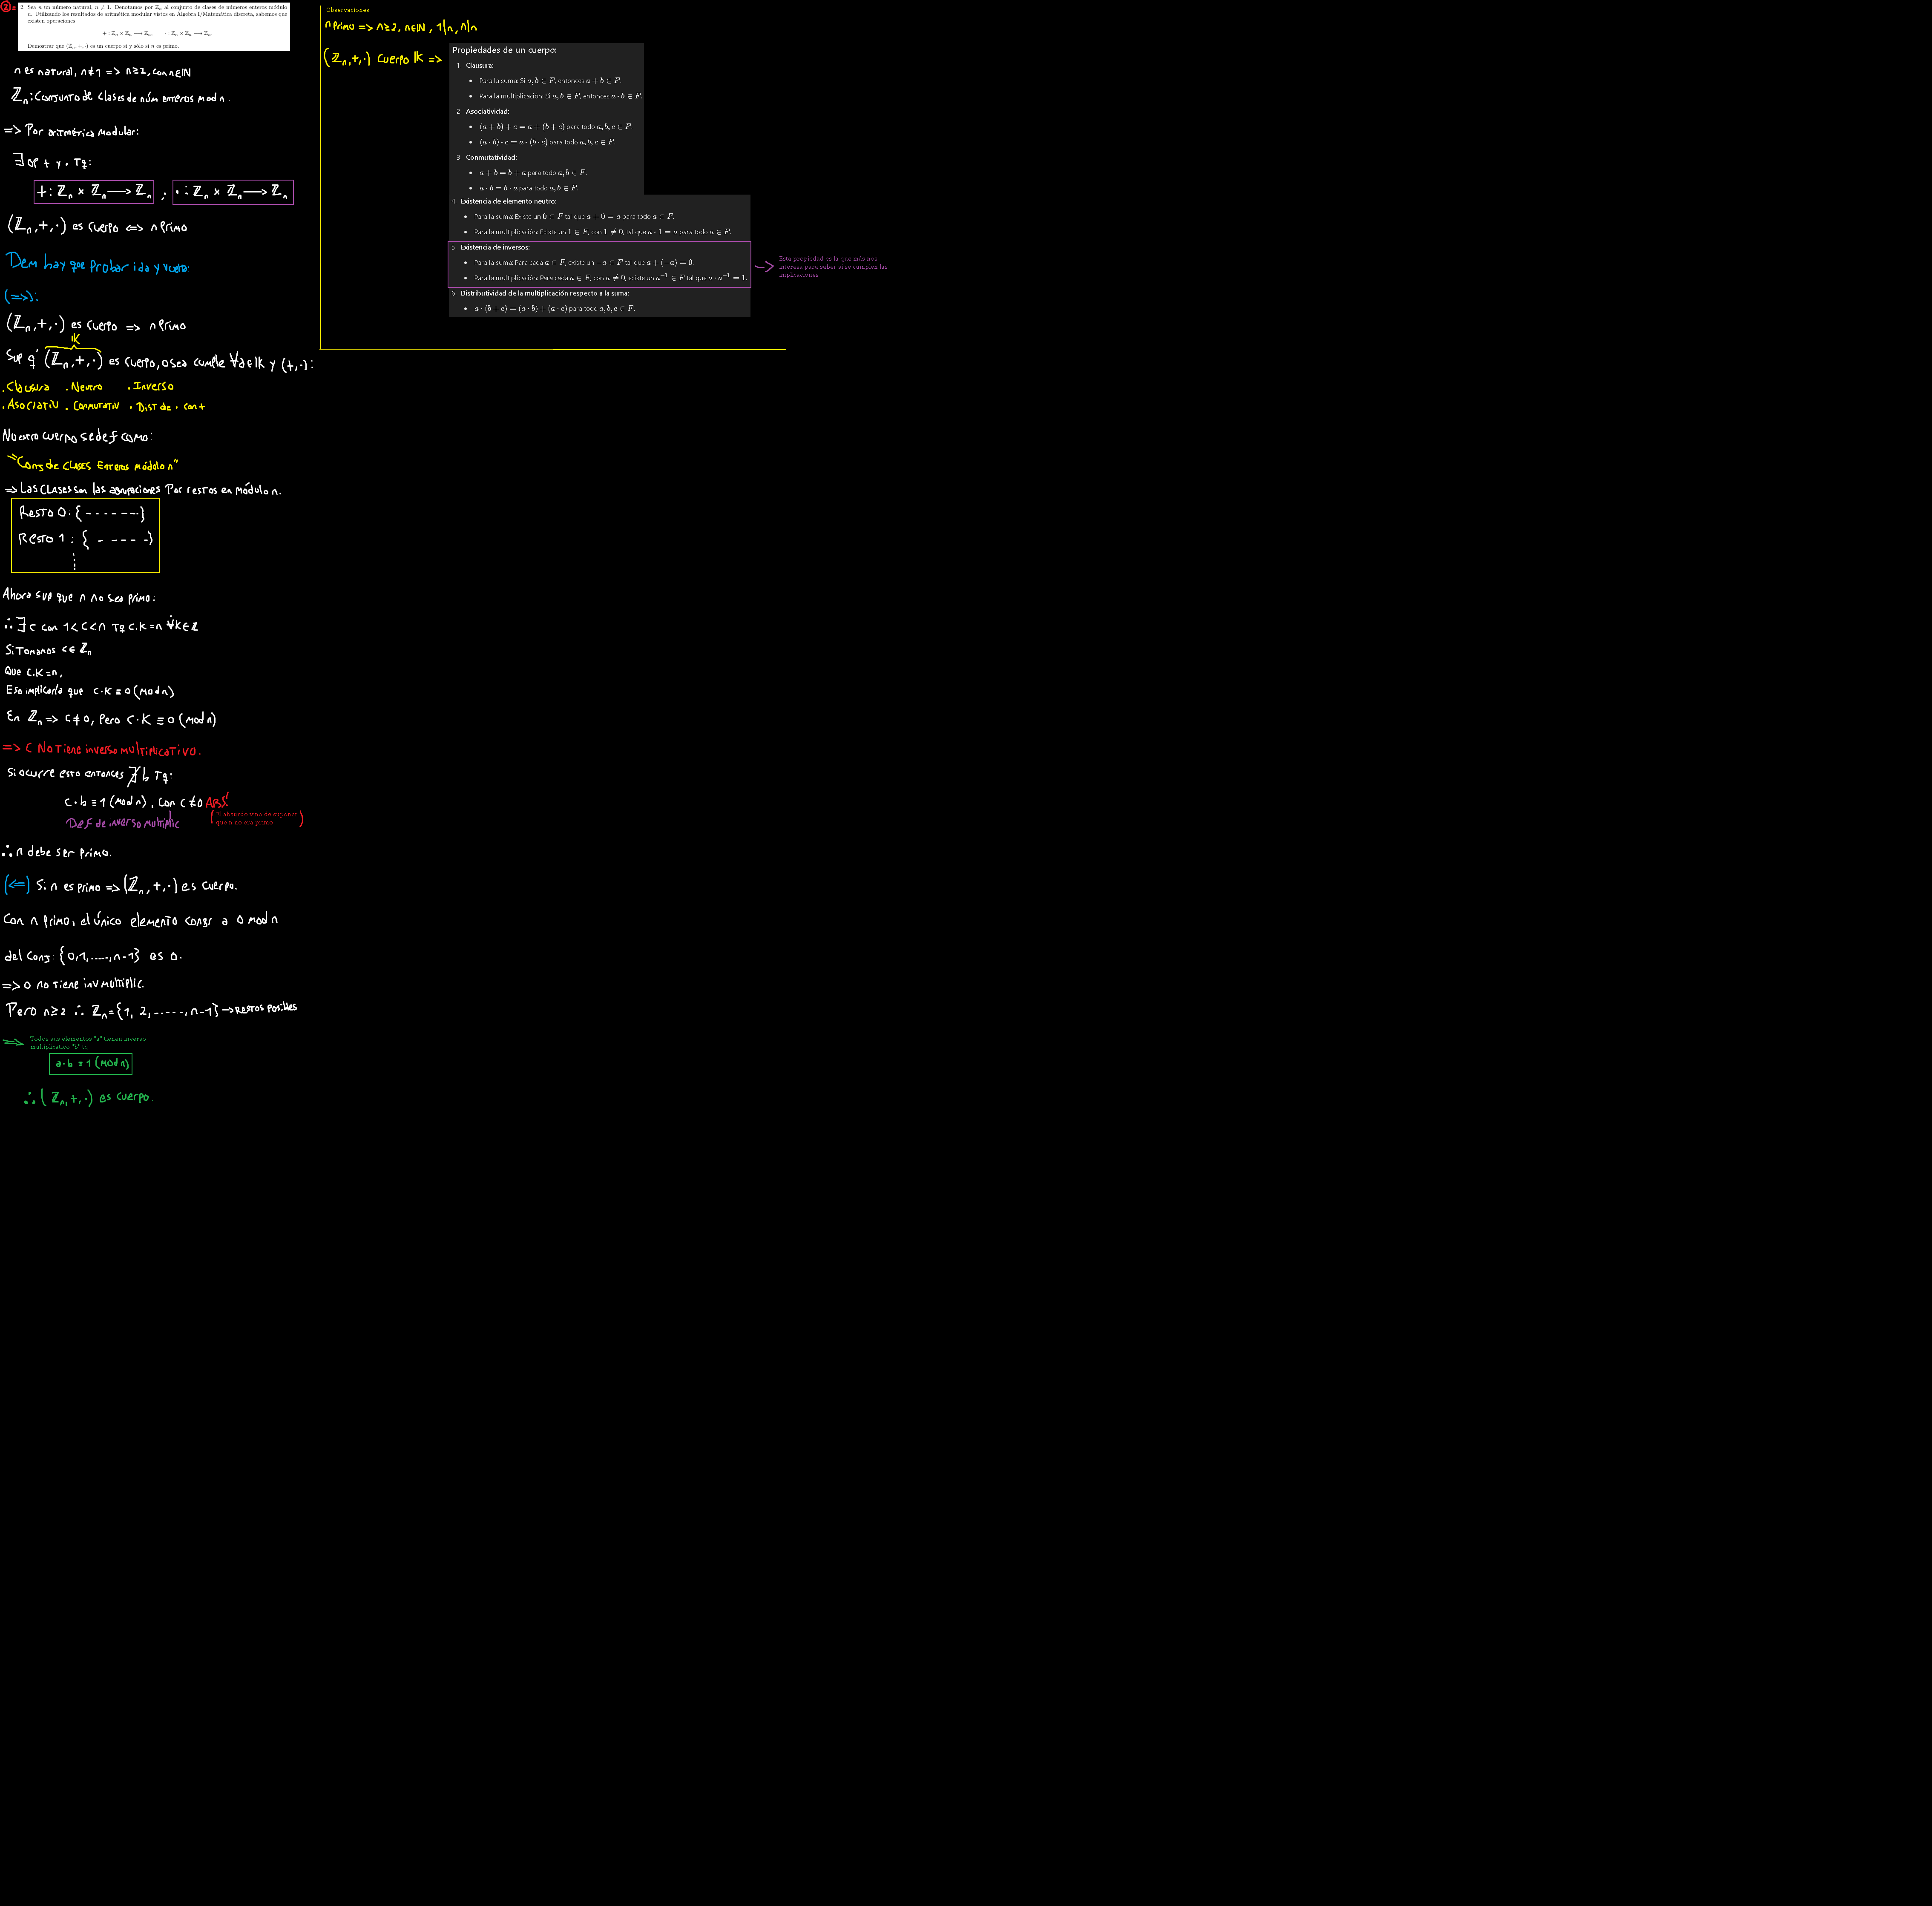 2=
2. Sea n un número natural, n ≠ 1. Denotamos por ℤₙ al conjunto de clases de números enteros módulo
n. Utilizando los resultados de aritmética modular vistos en Álgebra I/Matemática discreta, sabemos que
existen operaciones
+ : ℤₙ × ℤₙ ⟶ ℤₙ, · : ℤₙ × ℤₙ ⟶ ℤₙ.
Demostrar que (ℤₙ, +, ·) es un cuerpo si y sólo si n es primo.
n es natural, n≠1 => n≥2, con n∈ℕ
ℤₙ: Conjunto de clases de núm enteros mod n.
=> Por aritmética modular:
∃ op + y · Tq:
+: ℤₙ × ℤₙ ⟶ ℤₙ ; · : ℤₙ × ℤₙ ⟶ ℤₙ
(ℤₙ, +, ·) es cuerpo <=> n primo
Dem hay que probar ida y vuelta:
(=>):
(ℤₙ, +, ·) es cuerpo => n primo
𝕂
Sup q' (ℤₙ, +, ·) es cuerpo, o sea cumple ∀a∈𝕂 y (+, ·):
. Clausura . Neutro . Inverso
. Asociativ . Conmutativ . Dist de · con +
Nuestro cuerpo se def como:
"Conj de clases Enteros módulo n"
=> Las clases son las agrupaciones Por restos en módulo n.
Resto 0: { - - - - - - - }
Resto 1 : { - - - - - }
⋮
Ahora sup que n no sea primo:
∴ ∃ c con 1<c<n Tq c.k=n ∀k∈ℤ
Si Tomamos c∈ ℤₙ
Que c.k=n,
Eso implicaría que c·k ≡ 0 (mod n)
En ℤₙ => c≠0, pero c·k ≡ 0 (mod n)
=> c No tiene inverso multiplicativo.
Si ocurre esto entonces ∄ b Tq:
c·b ≡ 1 (mod n), con c≠0 ABS!
(El absurdo vino de suponer
que n no era primo)
Def de inverso multiplic
∴ n debe ser primo.
(<=) Si n es primo => (ℤₙ, +, ·) es cuerpo.
Con n primo, el único elemento congr a 0 mod n
del conj: {0,1,.....,n-1} es 0.
=> 0 no tiene inv multiplic.
Pero n≥2 ∴ ℤₙ={1, 2, ......, n-1} → Restos posibles
=> Todos sus elementos "a" tienen inverso
multiplicativo "b" tq
a·b ≡ 1 (mod n)
∴ (ℤₙ, +, ·) es cuerpo
Observaciones:
n primo => n≥2, n∈ℕ, 1|n, n|n
(ℤₙ, +, ·) cuerpo 𝕂 =>
Propiedades de un cuerpo:
1. Clausura:
• Para la suma: Si a, b ∈ F, entonces a + b ∈ F.
• Para la multiplicación: Si a, b ∈ F, entonces a · b ∈ F.
2. Asociatividad:
• (a + b) + c = a + (b + c) para todo a, b, c ∈ F.
• (a · b) · c = a · (b · c) para todo a, b, c ∈ F.
3. Conmutatividad:
• a + b = b + a para todo a, b ∈ F.
• a · b = b · a para todo a, b ∈ F.
4. Existencia de elemento neutro:
• Para la suma: Existe un 0 ∈ F tal que a + 0 = a para todo a ∈ F.
• Para la multiplicación: Existe un 1 ∈ F, con 1 ≠ 0, tal que a · 1 = a para todo a ∈ F.
5. Existencia de inversos:
• Para la suma: Para cada a ∈ F, existe un −a ∈ F tal que a + (−a) = 0.
• Para la multiplicación: Para cada a ∈ F, con a ≠ 0, existe un a⁻¹ ∈ F tal que a · a⁻¹ = 1.
6. Distributividad de la multiplicación respecto a la suma:
• a · (b + c) = (a · b) + (a · c) para todo a, b, c ∈ F.
-> Esta propiedad es la que más nos
interesa para saber si se cumplen las
implicaciones